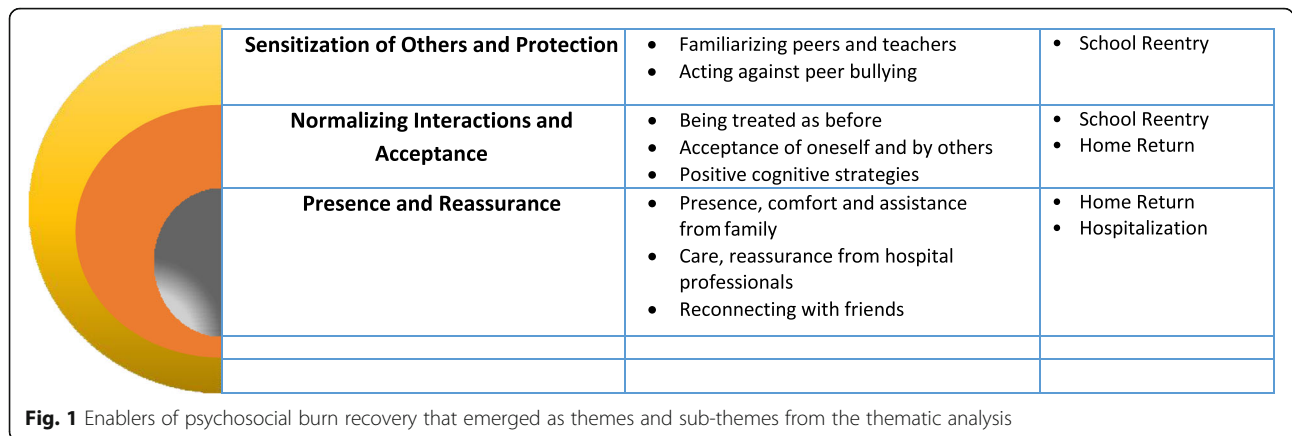 Sensitization of Others and Protection
• Familiarizing peers and teachers
• Acting against peer bullying
• School Reentry
Normalizing Interactions and
Acceptance
• Being treated as before
• Acceptance of oneself and by others
• Positive cognitive strategies
• School Reentry
• Home Return
Presence and Reassurance
• Presence, comfort and assistance
from family
• Care, reassurance from hospital
professionals
• Reconnecting with friends
• Home Return
• Hospitalization
Fig. 1 Enablers of psychosocial burn recovery that emerged as themes and sub-themes from the thematic analysis